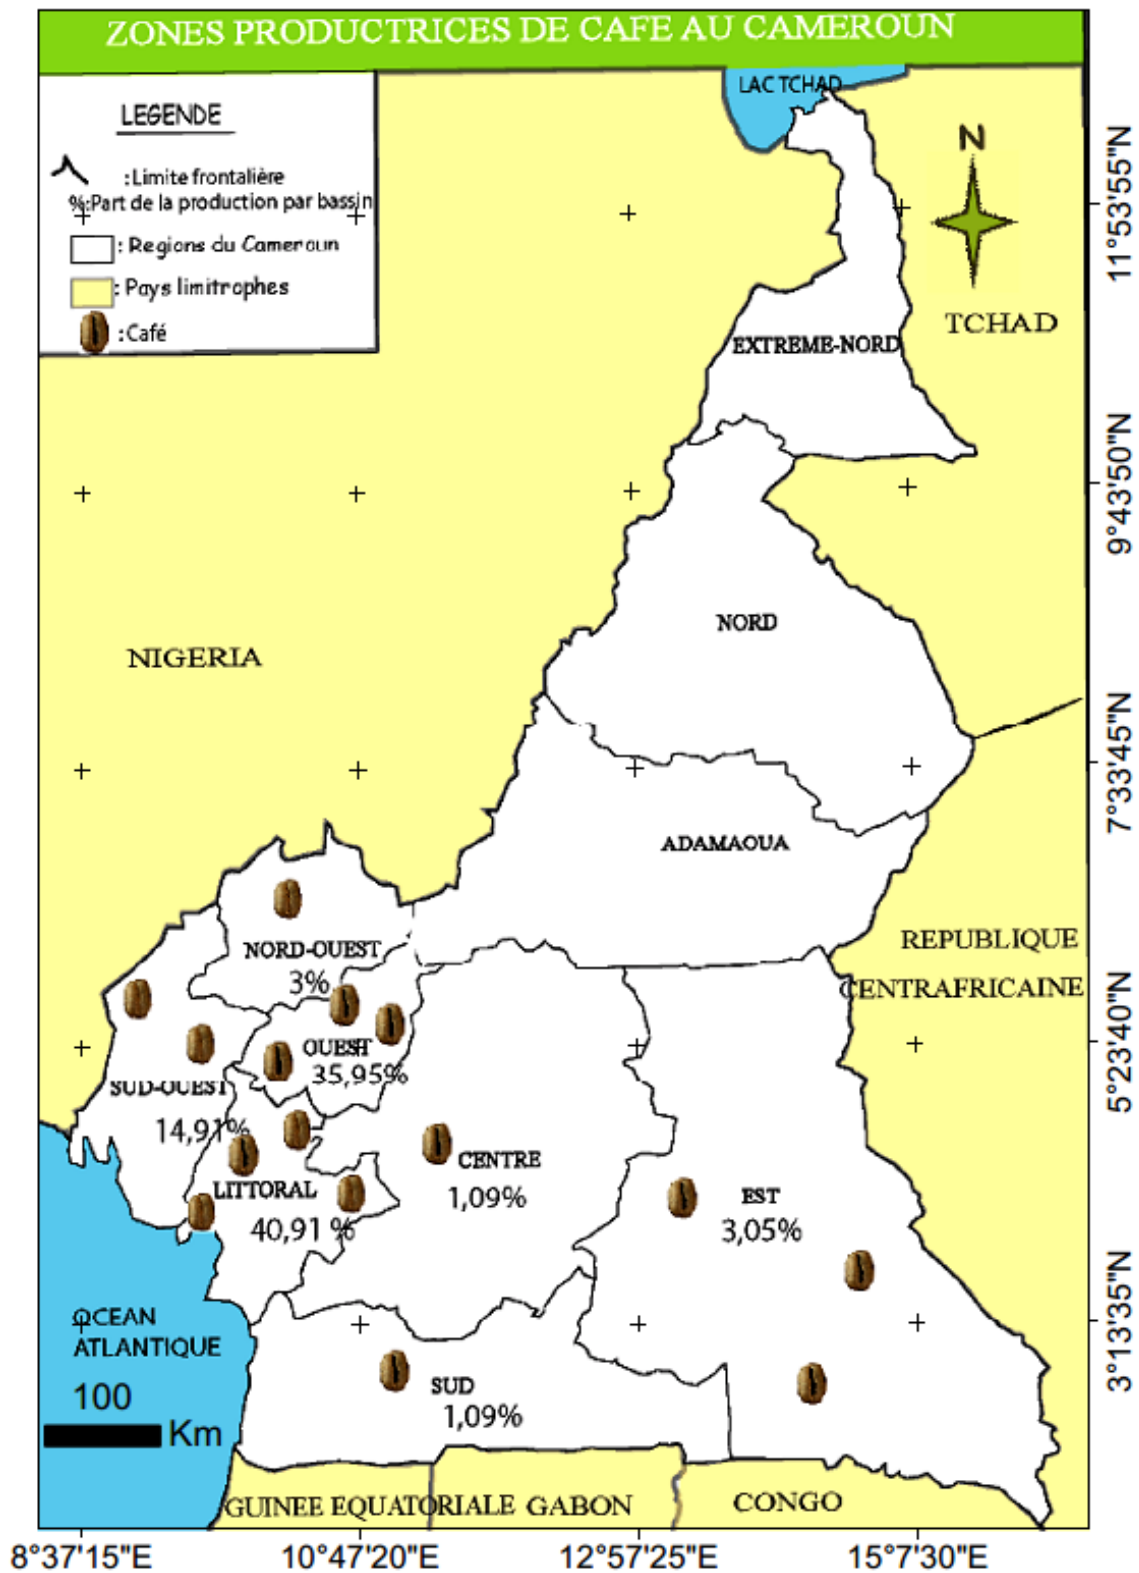 ZONES PRODUCTRICES DE CAFE AU CAMEROUN
LEGENDE
:Limite frontalière
%:Part de la production par bassin
: Regions du Cameroun
: Pays limitrophes
: Café
LAC TCHAD
N
TCHAD
EXTREME-NORD
NORD
NIGERIA
ADAMAOUA
REPUBLIQUE
CENTRAFRICAINE
NORD-OUEST
3%
OUEST
35,95%
SUD-OUEST
14,91%
LITTORAL
40,91 %
CENTRE
1,09%
EST
3,05%
SUD
1,09%
OCEAN
ATLANTIQUE
100
Km
GUINEE EQUATORIALE
GABON
CONGO
11°53'55"N
9°43'50"N
7°33'45"N
5°23'40"N
3°13'35"N
8°37'15"E
10°47'20"E
12°57'25"E
15°7'30"E